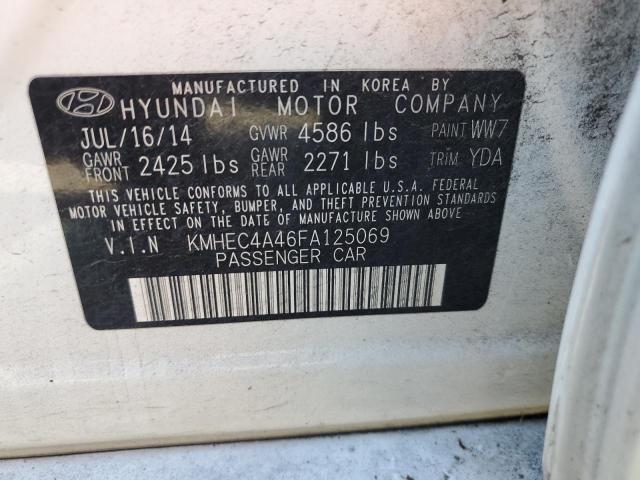 MANUFACTURED IN KOREA BY
HYUNDAI MOTOR COMPANY
JUL/16/14 GVWR 4586 lbs PAINT WW7
GAWR FRONT 2425 lbs GAWR REAR 2271 lbs TRIM YDA
THIS VEHICLE CONFORMS TO ALL APPLICABLE U.S.A. FEDERAL
MOTOR VEHICLE SAFETY, BUMPER, AND THEFT PREVENTION STANDARDS
IN EFFECT ON THE DATE OF MANUFACTURE SHOWN ABOVE.
V.I.N KMHEC4A46FA125069
PASSENGER CAR